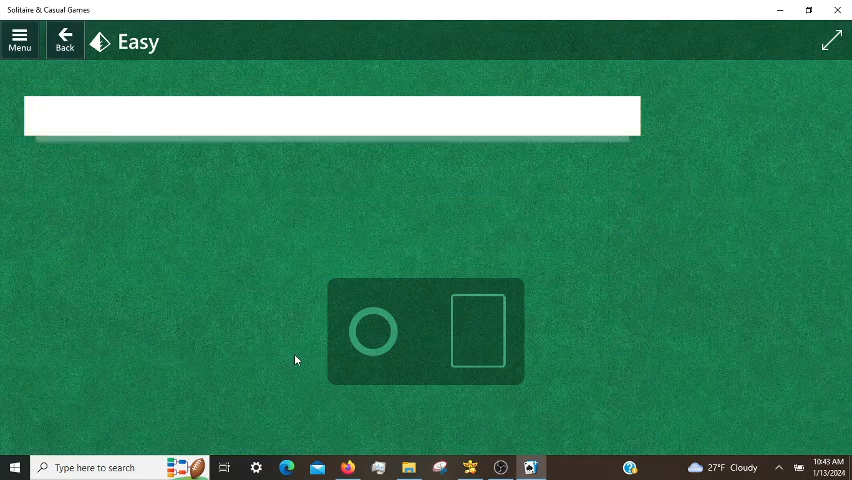 Solitaire & Casual Games
Menu
Back
Easy
Type here to search
27°F Cloudy
10:43 AM
1/13/2024